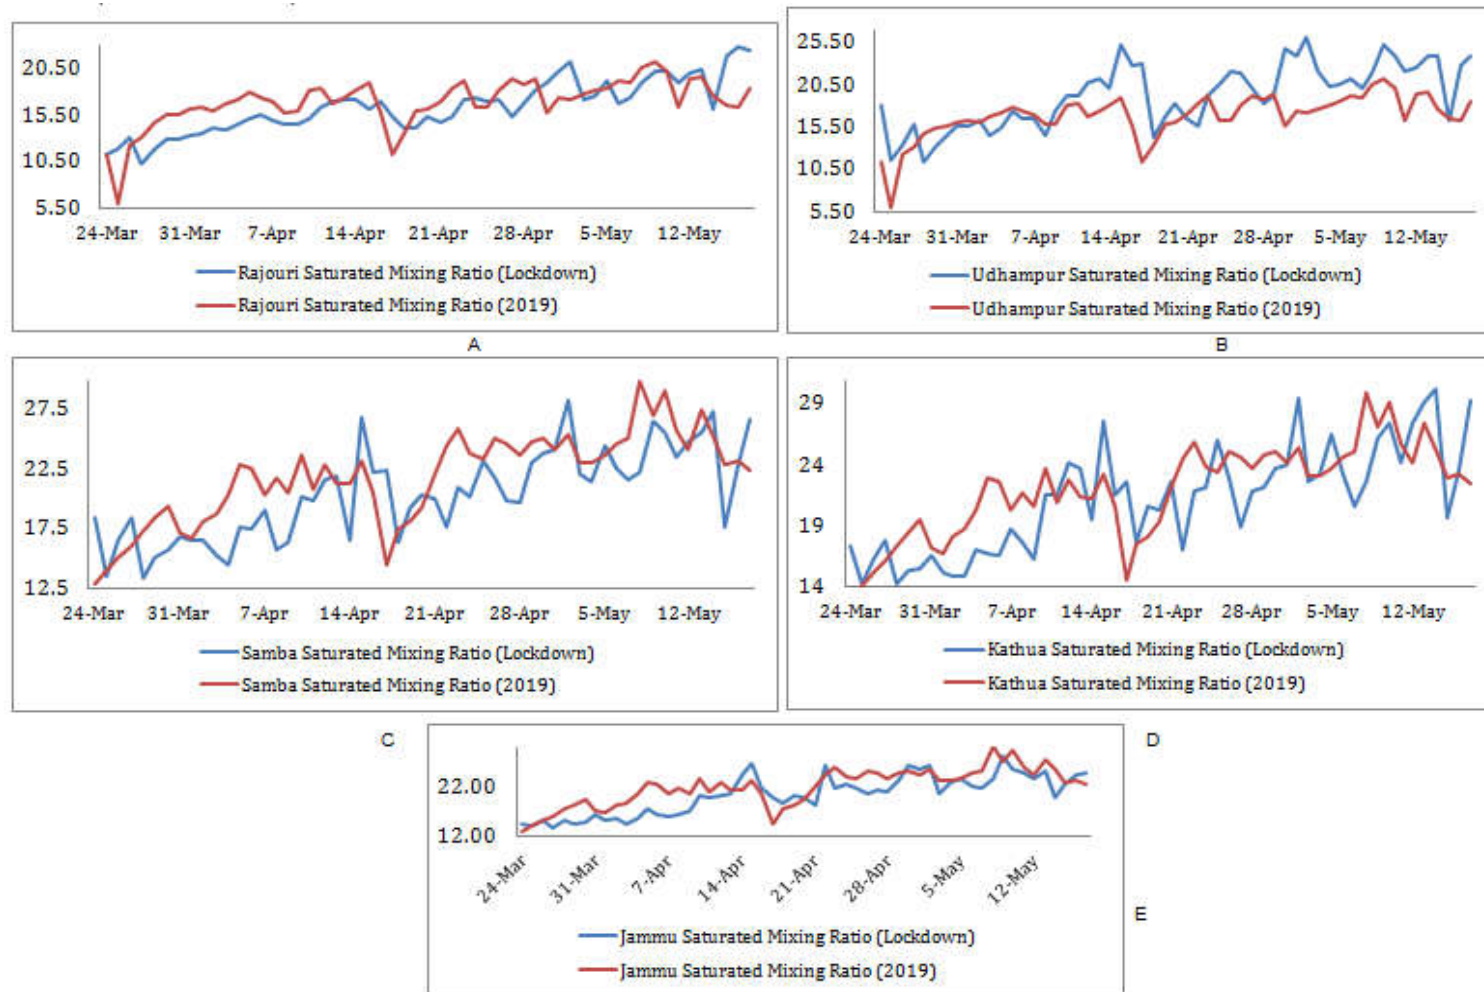 20.50
15.50
10.50
5.50
24-Mar 31-Mar 7-Apr 14-Apr 21-Apr 28-Apr 5-May 12-May
Rajouri Saturated Mixing Ratio (Lockdown)
Rajouri Saturated Mixing Ratio (2019)
A
25.50
20.50
15.50
10.50
5.50
24-Mar 31-Mar 7-Apr 14-Apr 21-Apr 28-Apr 5-May 12-May
Udhampur Saturated Mixing Ratio (Lockdown)
Udhampur Saturated Mixing Ratio (2019)
B
27.5
22.5
17.5
12.5
24-Mar 31-Mar 7-Apr 14-Apr 21-Apr 28-Apr 5-May 12-May
Samba Saturated Mixing Ratio (Lockdown)
Samba Saturated Mixing Ratio (2019)
C
29
24
19
14
24-Mar 31-Mar 7-Apr 14-Apr 21-Apr 28-Apr 5-May 12-May
Kathua Saturated Mixing Ratio (Lockdown)
Kathua Saturated Mixing Ratio (2019)
D
22.00
12.00
24-Mar 31-Mar 7-Apr 14-Apr 21-Apr 28-Apr 5-May 12-May
Jammu Saturated Mixing Ratio (Lockdown)
Jammu Saturated Mixing Ratio (2019)
E